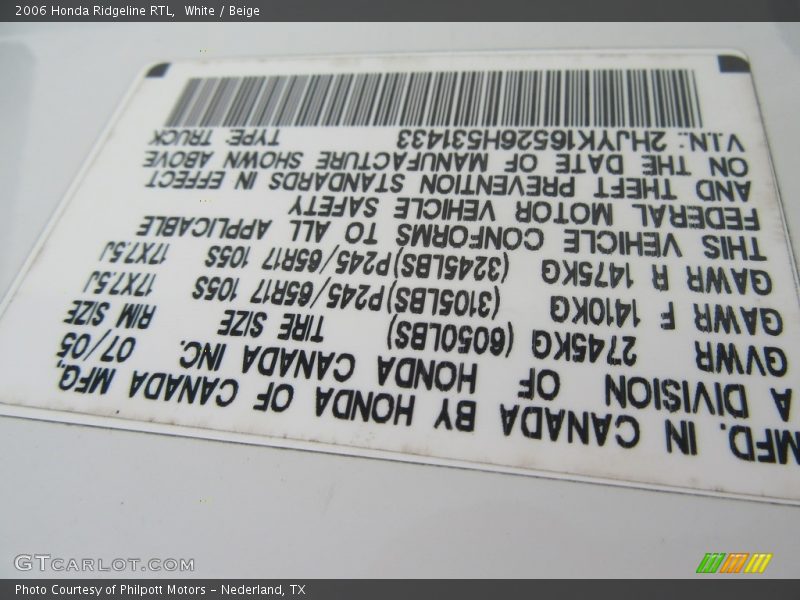 2006 Honda Ridgeline RTL, White / Beige
MFD. IN CANADA BY HONDA OF CANADA MFG.
A DIVISION OF HONDA CANADA INC. 07/05
GVWR 2745KG (6050LBS) TIRE SIZE RIM SIZE
GAWR F 1410KG (3105LBS)P245/65R17 105S 17X7.5J
GAWR R 1475KG (3245LBS)P245/65R17 105S 17X7.5J
THIS VEHICLE CONFORMS TO ALL APPLICABLE
FEDERAL MOTOR VEHICLE SAFETY
AND THEFT PREVENTION STANDARDS IN EFFECT
ON THE DATE OF MANUFACTURE SHOWN ABOVE
V.I.N: 2HJYK16526H531433 TYPE: TRUCK
GTCARLOT.COM
Photo Courtesy of Philpott Motors - Nederland, TX